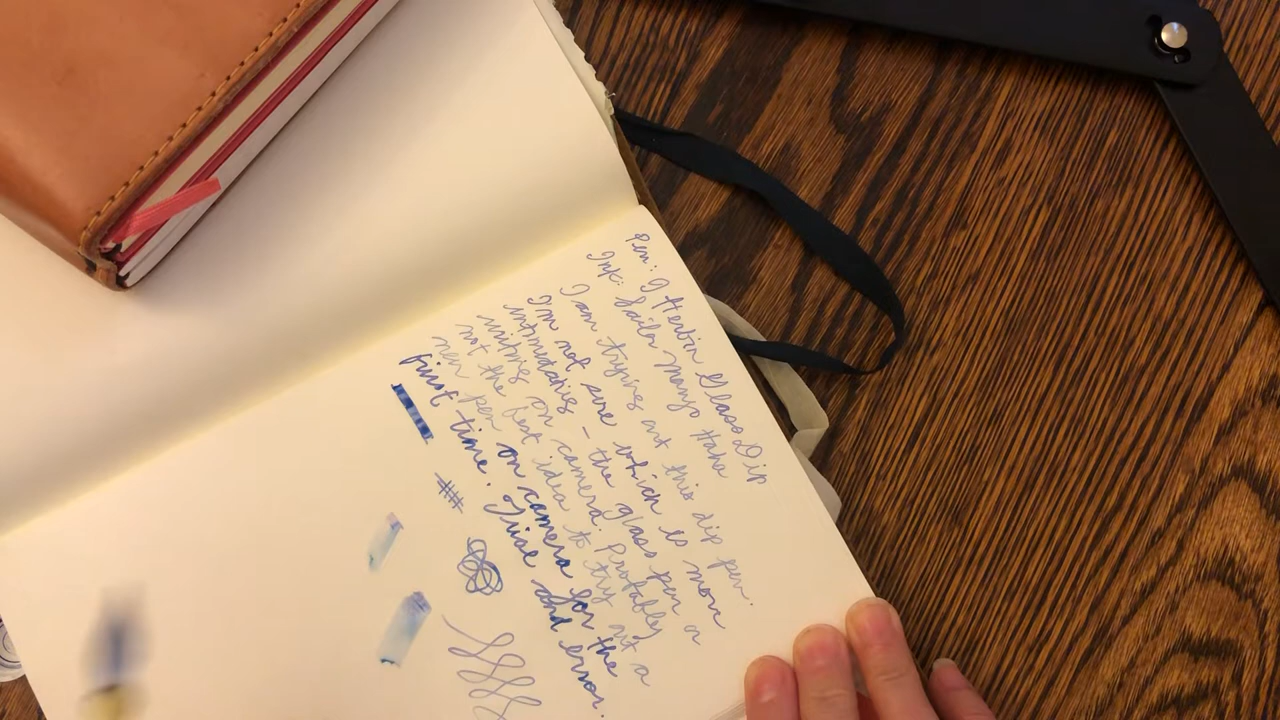 Pen: J Herbin Glass Dip
Ink: Sailor Manyo Haha
I am trying out this dip pen.
I'm not sure which is more
intimidating – the glass pen or
writing on camera. Probably
not the best idea to try out a
new pen on camera for the
first time. Trial and error.